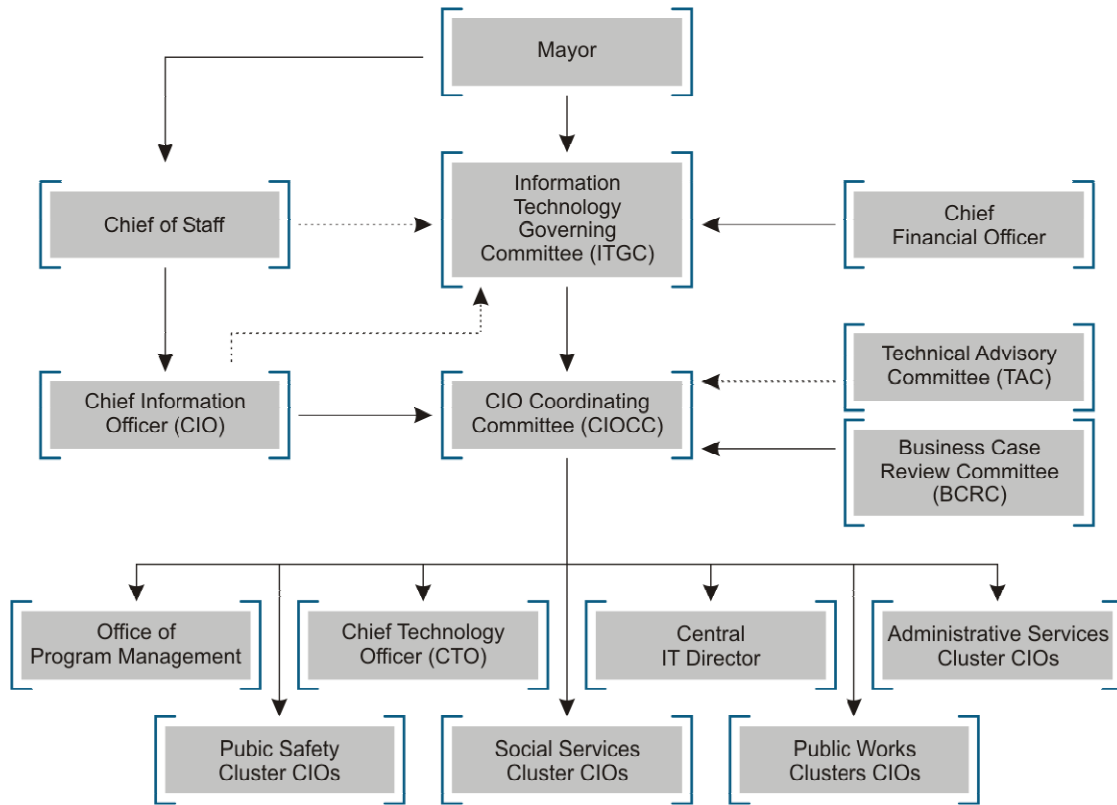 Mayor
Information
Technology
Governing
Committee (ITGC)
Chief of Staff
Chief
Financial Officer
Technical Advisory
Committee (TAC)
Chief Information
Officer (CIO)
CIO Coordinating
Committee (CIOCC)
Business Case
Review Committee
(BCRC)
Office of
Program Management
Chief Technology
Officer (CTO)
Central
IT Director
Administrative Services
Cluster CIOs
Pubic Safety
Cluster CIOs
Social Services
Cluster CIOs
Public Works
Clusters CIOs